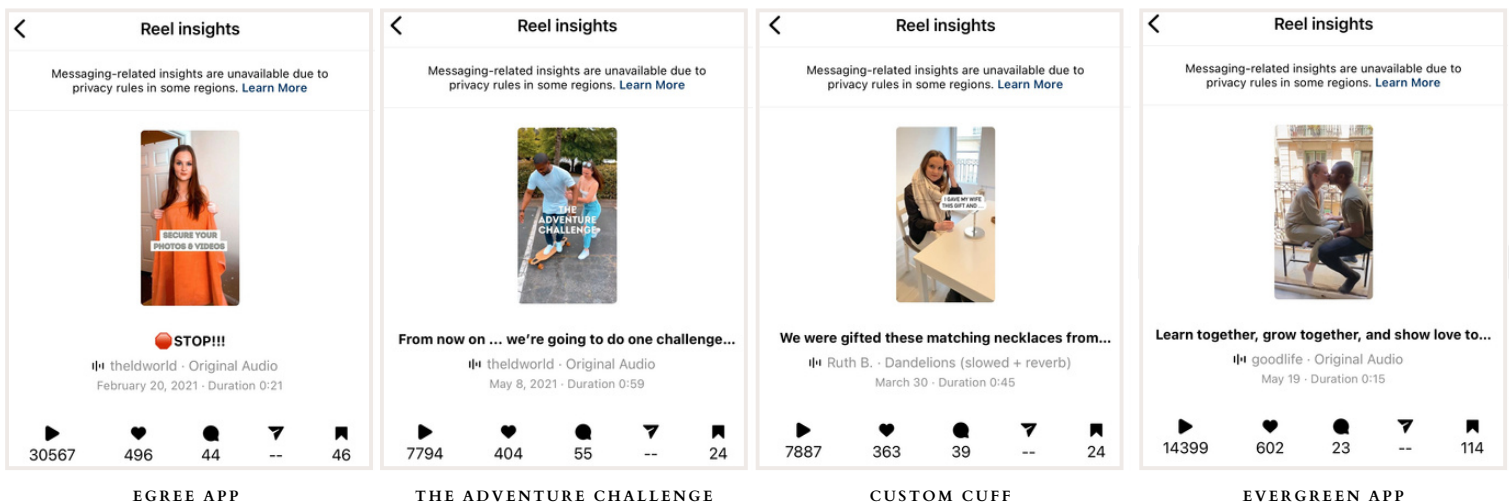 Reel insights
Messaging-related insights are unavailable due to
privacy rules in some regions. Learn More
SECURE YOUR
PHOTOS & VIDEOS
🛑STOP!!!
theldworld · Original Audio
February 20, 2021 · Duration 0:21
30567 496 44 -- 46
EGREE APP
Reel insights
Messaging-related insights are unavailable due to
privacy rules in some regions. Learn More
THE
ADVENTURE
CHALLENGE
From now on ... we’re going to do one challenge...
theldworld · Original Audio
May 8, 2021 · Duration 0:59
7794 404 55 -- 24
THE ADVENTURE CHALLENGE
Reel insights
Messaging-related insights are unavailable due to
privacy rules in some regions. Learn More
I GAVE MY WIFE
THIS GIFT AND ...
We were gifted these matching necklaces from...
Ruth B. · Dandelions (slowed + reverb)
March 30 · Duration 0:45
7887 363 39 -- 24
CUSTOM CUFF
Reel insights
Messaging-related insights are unavailable due to
privacy rules in some regions. Learn More
Learn together, grow together, and show love to...
goodlife · Original Audio
May 19 · Duration 0:15
14399 602 23 -- 114
EVERGREEN APP